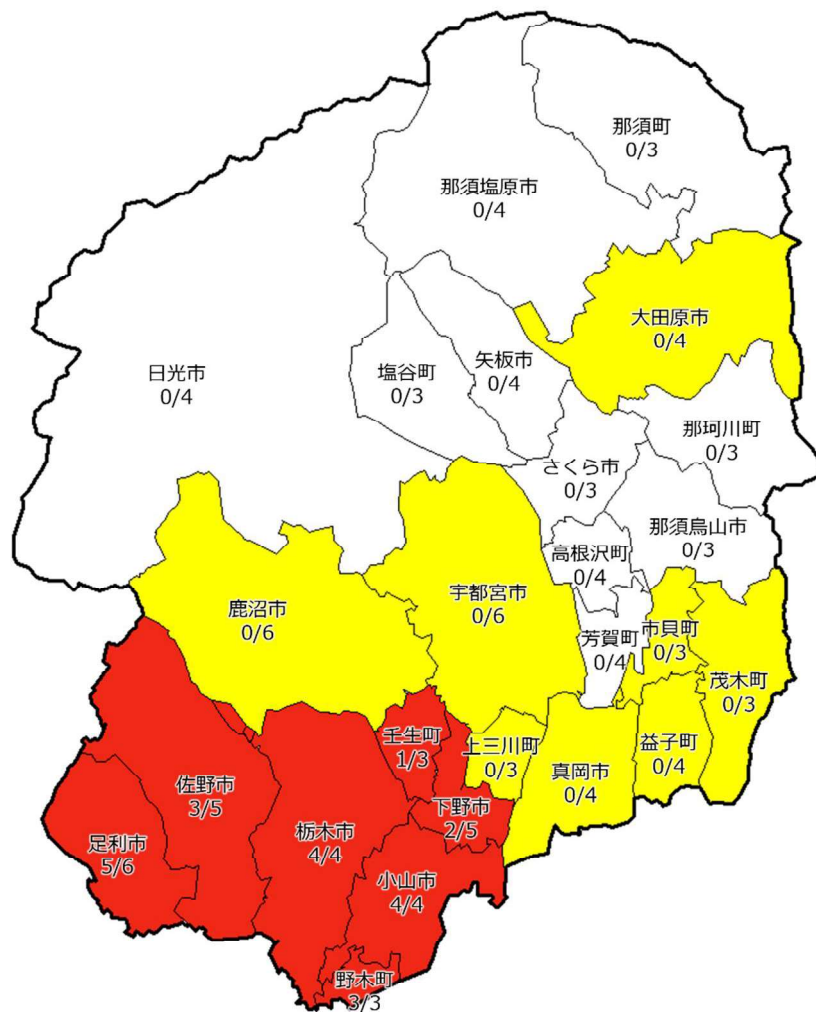 那須町
0/3
那須塩原市
0/4
大田原市
0/4
日光市
0/4
塩谷町
0/3
矢板市
0/4
那珂川町
0/3
さくら市
0/3
那須烏山市
0/3
高根沢町
0/4
鹿沼市
0/6
宇都宮市
0/6
芳賀町
0/4
市貝町
0/3
茂木町
0/3
壬生町
1/3
上三川町
0/3
真岡市
0/4
益子町
0/4
佐野市
3/5
下野市
2/5
足利市
5/6
栃木市
4/4
小山市
4/4
野木町
3/3